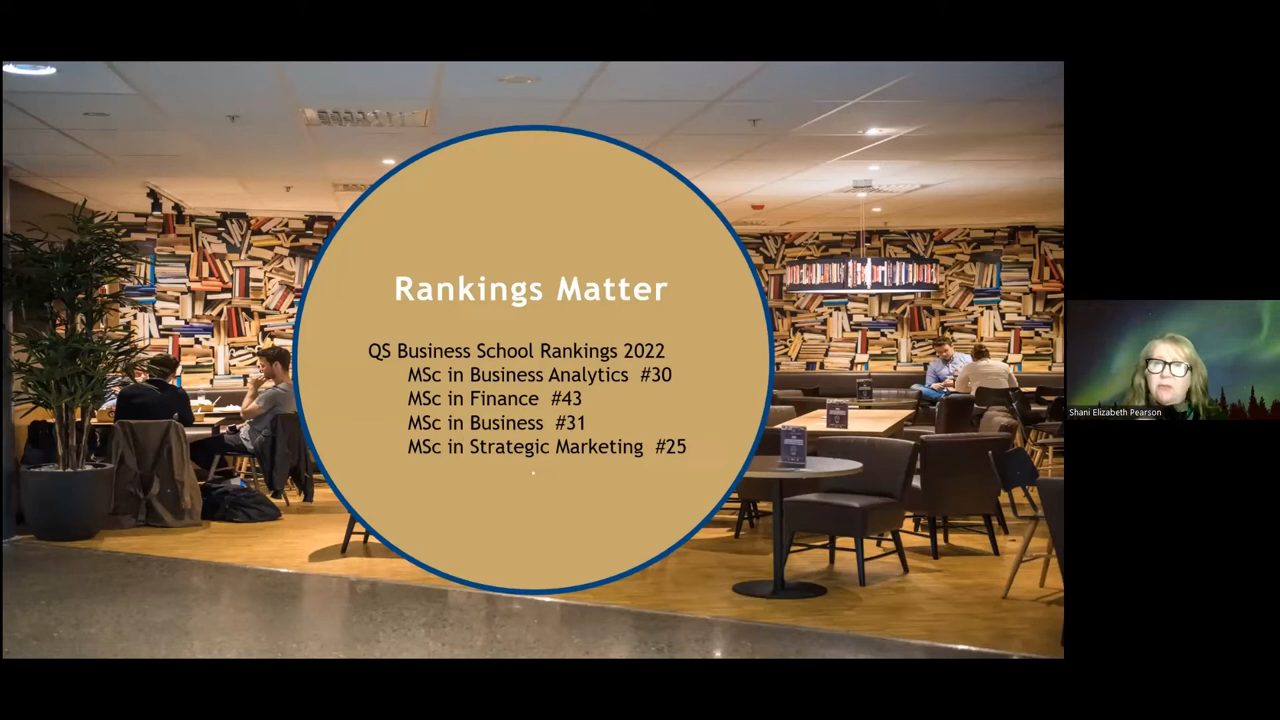 Rankings Matter
QS Business School Rankings 2022
MSc in Business Analytics #30
MSc in Finance #43
MSc in Business #31
MSc in Strategic Marketing #25
.
Shani Elizabeth Pearson